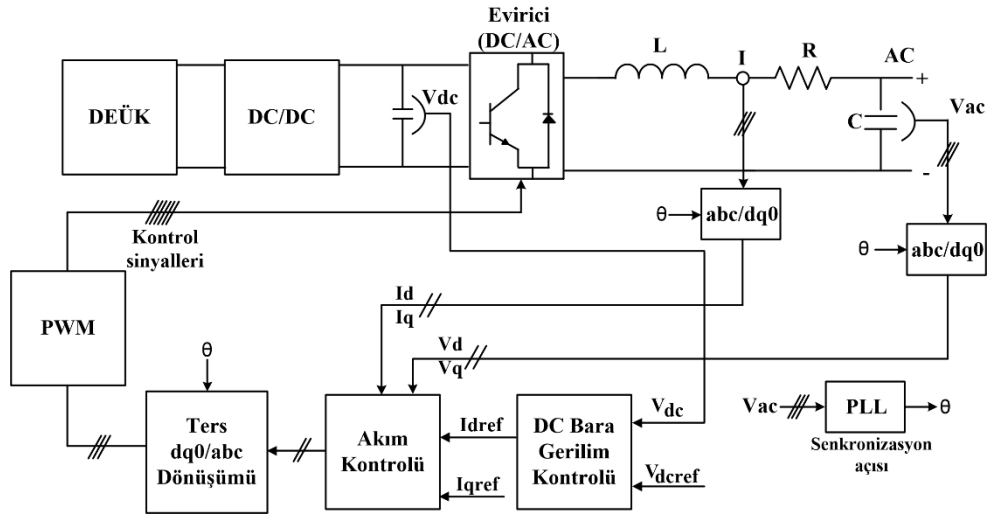 Evirici
(DC/AC)
L
I
R
AC
+
DEÜK
DC/DC
Vdc
C
Vac
-
θ
abc/dq0
Kontrol
sinyalleri
θ
abc/dq0
PWM
Id
Iq
Vd
Vq
θ
Ters
dq0/abc
Dönüşümü
Akım
Kontrolü
Idref
Iqref
DC Bara
Gerilim
Kontrolü
Vdc
Vdcref
Vac
PLL
θ
Senkronizasyon
açısı